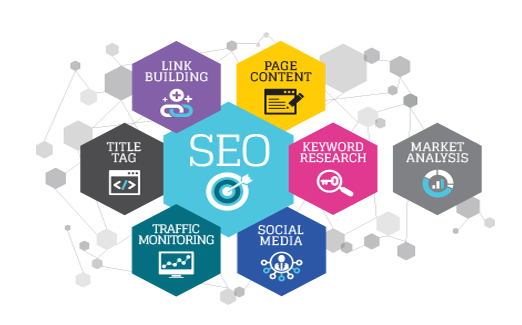 LINK
BUILDING
PAGE
CONTENT
TITLE
TAG
SEO
KEYWORD
RESEARCH
MARKET
ANALYSIS
TRAFFIC
MONITORING
SOCIAL
MEDIA